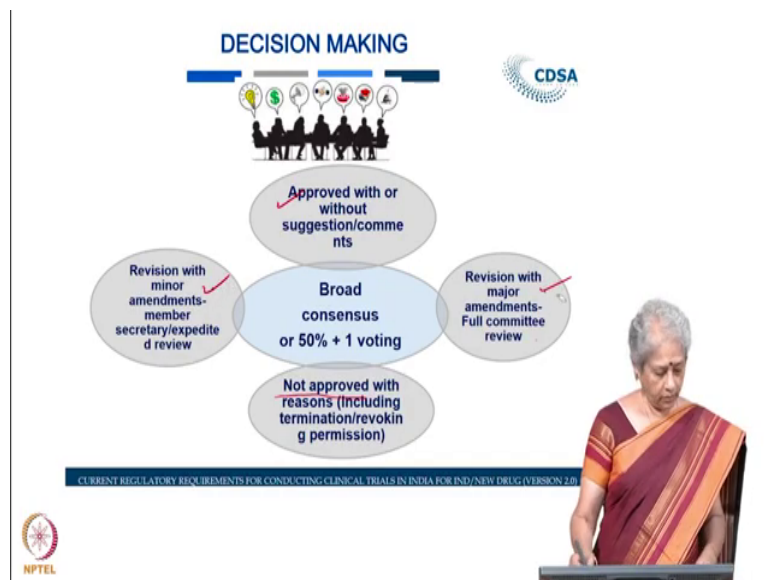 DECISION MAKING
CDSA
Approved with or
without
suggestion/comme
nts
Revision with
minor
amendments-
member
secretary/expedite
d review
Broad
consensus
or 50% + 1 voting
Revision with
major
amendments-
Full committee
review
Not approved with
reasons (including
termination/revokin
g permission)
CURRENT REGULATORY REQUIREMENTS FOR CONDUCTING CLINICAL TRIALS IN INDIA FOR IND/NEW DRUG (VERSION 2.0)
NPTEL